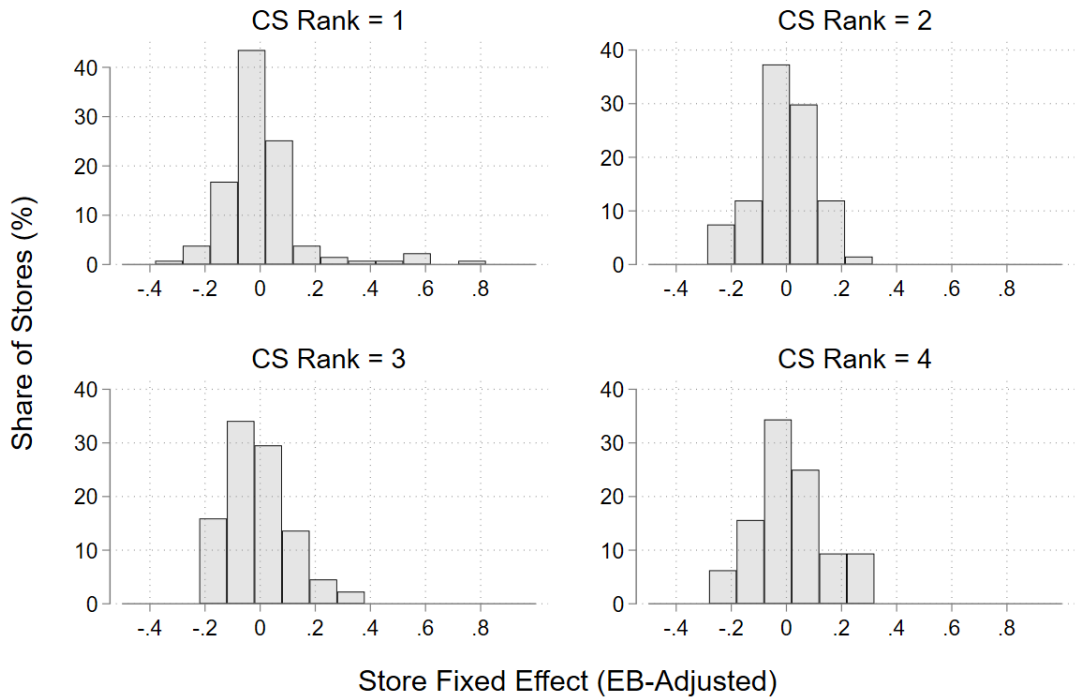 CS Rank = 1
CS Rank = 2
40
30
20
10
0
-.4 -.2 0 .2 .4 .6 .8
40
30
20
10
0
-.4 -.2 0 .2 .4 .6 .8
Share of Stores (%)
CS Rank = 3
CS Rank = 4
40
30
20
10
0
-.4 -.2 0 .2 .4 .6 .8
40
30
20
10
0
-.4 -.2 0 .2 .4 .6 .8
Store Fixed Effect (EB-Adjusted)